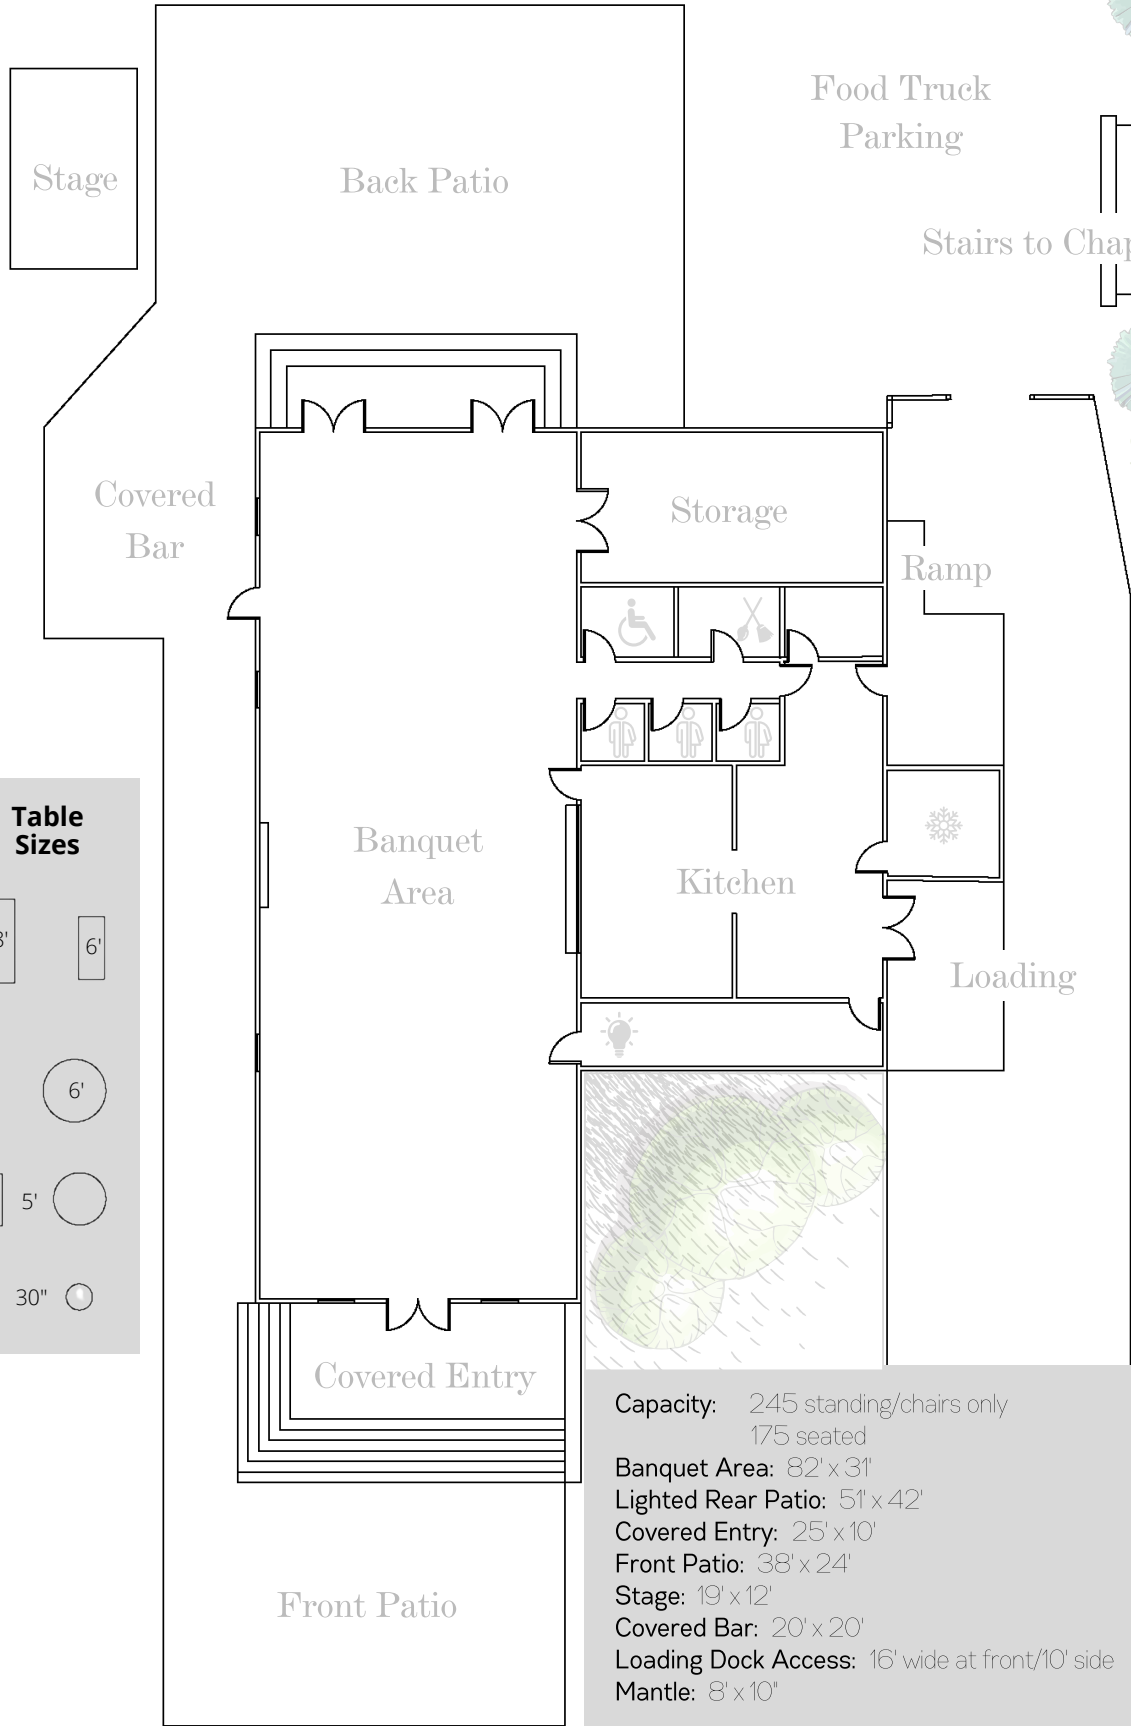 Food Truck
Parking
Stage
Back Patio
Stairs to Chap
Covered
Bar
Storage
Ramp
Table
Sizes
Banquet
Area
Kitchen
6'
Loading
6'
5'
30"
Covered Entry
Capacity: 245 standing/chairs only
175 seated
Banquet Area: 82' x 31'
Lighted Rear Patio: 51' x 42'
Covered Entry: 25' x 10'
Front Patio: 38' x 24'
Stage: 19' x 12'
Front Patio
Covered Bar: 20' x 20'
Loading Dock Access: 16' wide at front/10' side
Mantle: 8' x 10"